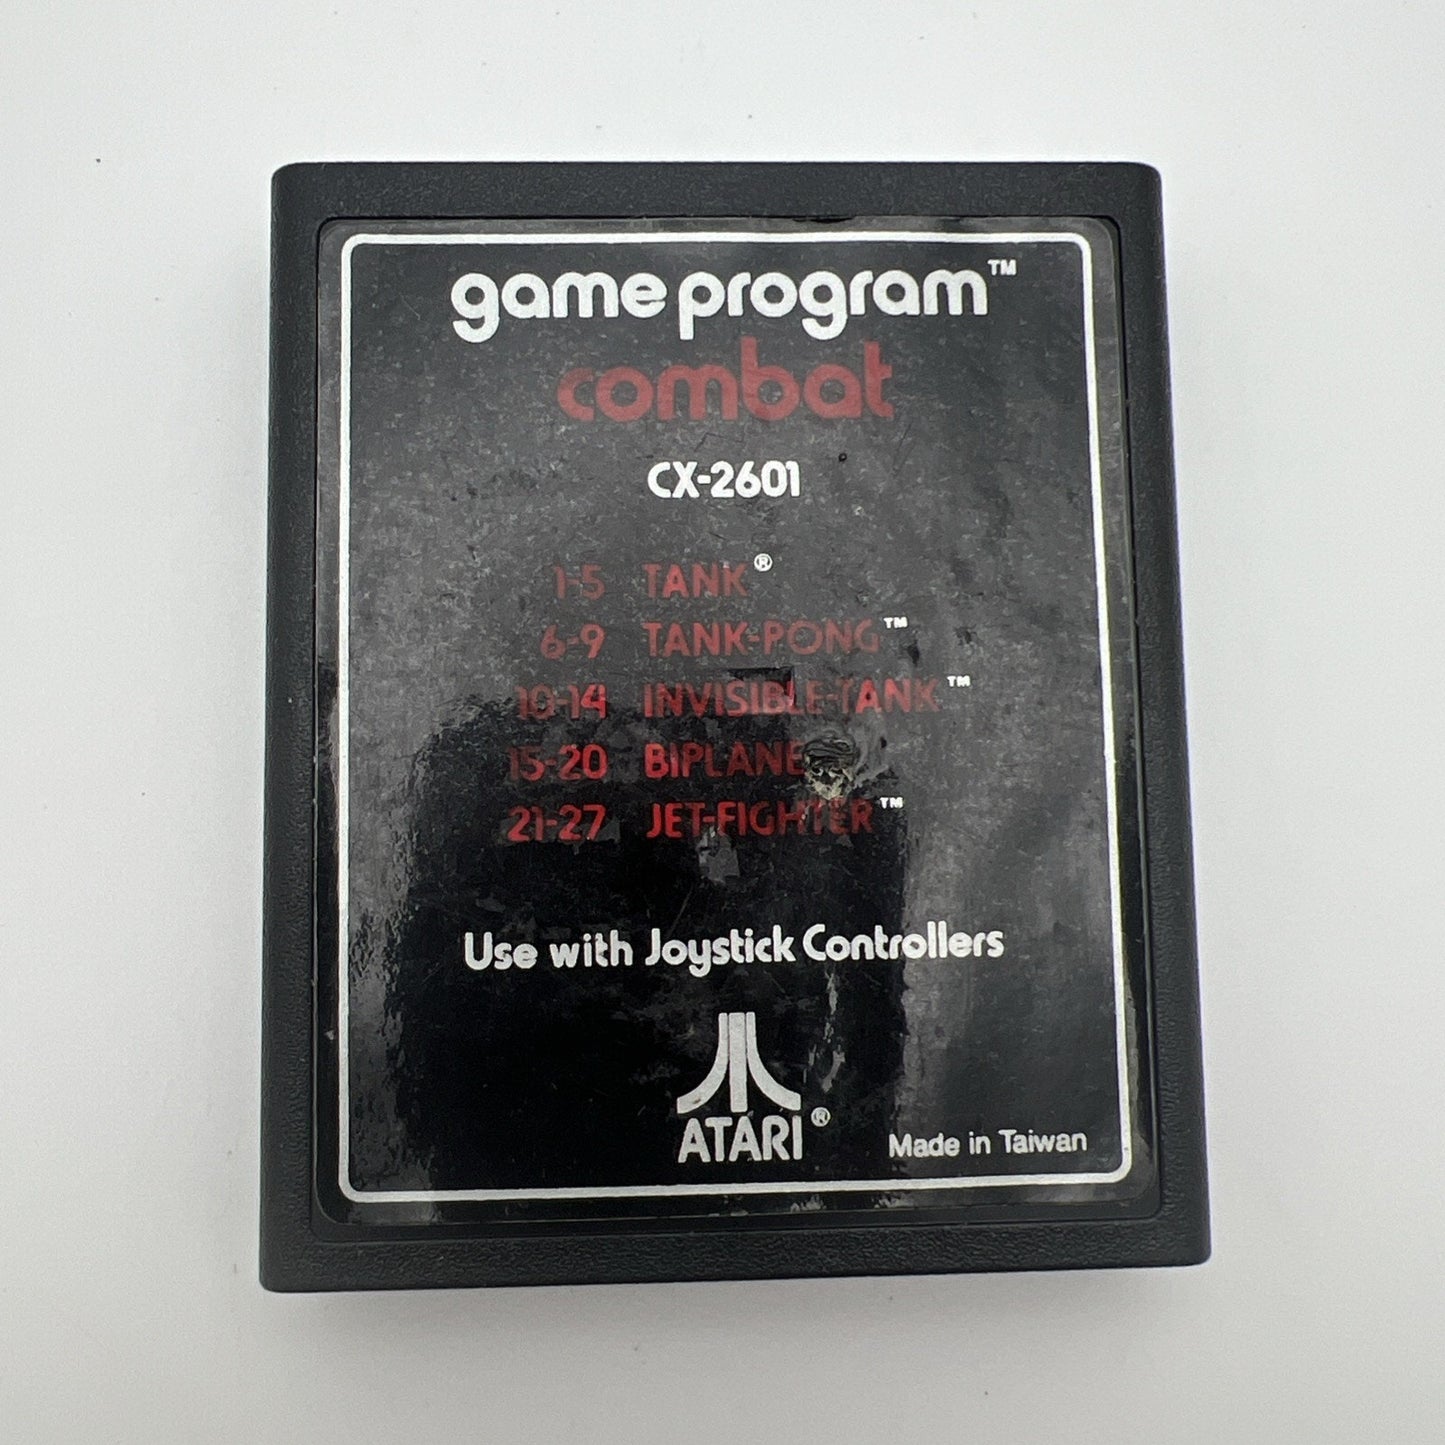 game program™
combat
CX-2601
1-5 TANK®
6-9 TANK-PONG™
10-14 INVISIBLE-TANK™
15-20 BIPLANE
21-27 JET-FIGHTER™
Use with Joystick Controllers
ATARI®
Made in Taiwan